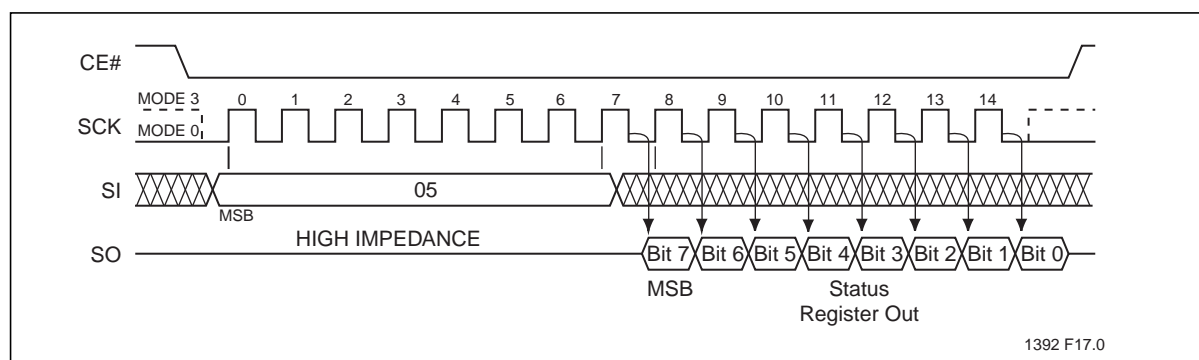 CE#
MODE 3 0 1 2 3 4 5 6 7 8 9 10 11 12 13 14
SCK
MODE 0
SI 05
MSB
HIGH IMPEDANCE
SO Bit 7 Bit 6 Bit 5 Bit 4 Bit 3 Bit 2 Bit 1 Bit 0
MSB Status
Register Out
1392 F17.0